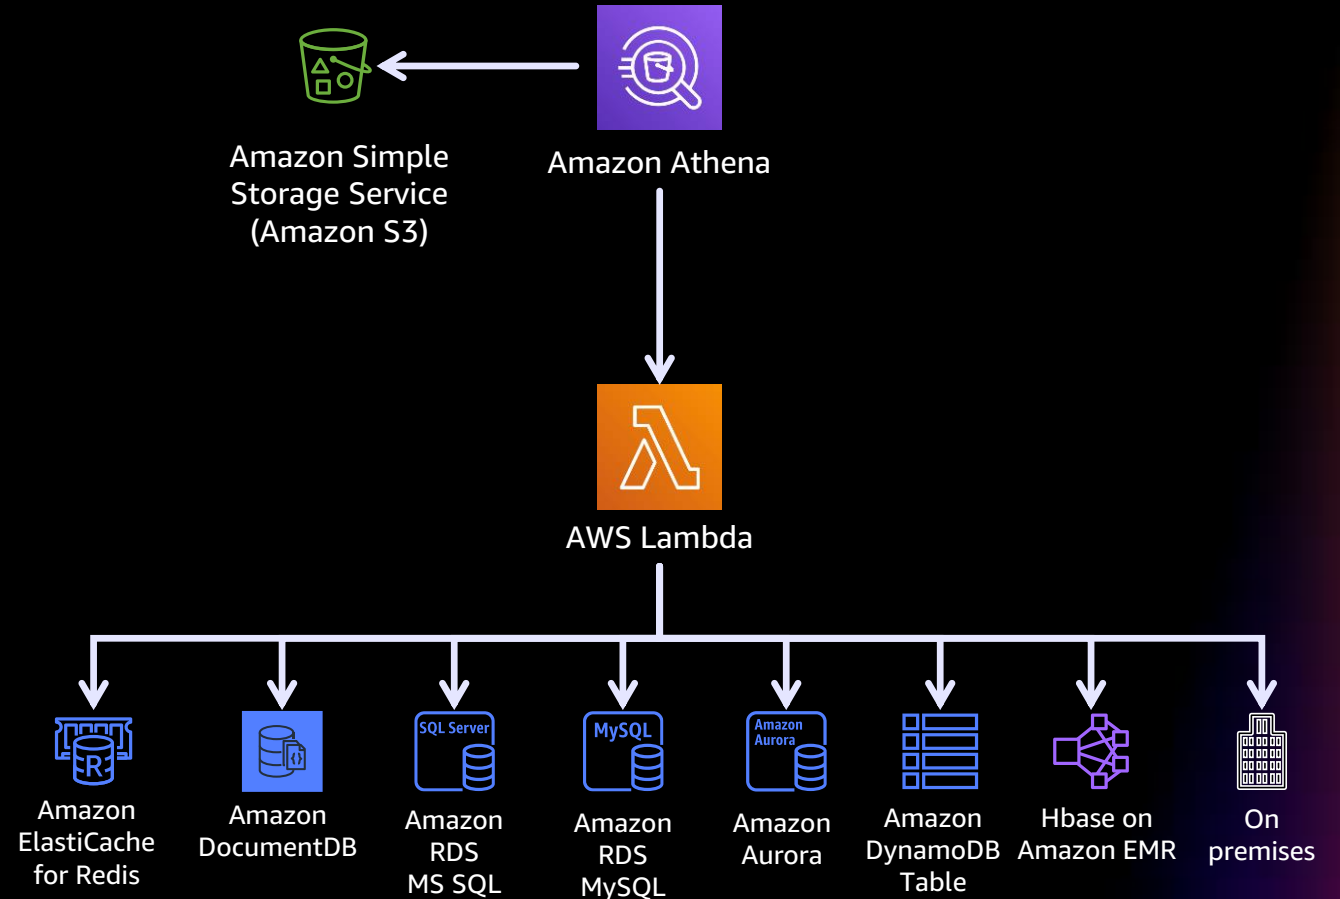 Amazon Simple
Storage Service
(Amazon S3)
Amazon Athena
AWS Lambda
R
SQL Server
MySQL
Amazon
Aurora
Amazon
ElastiCache
for Redis
Amazon
DocumentDB
Amazon
RDS
MS SQL
Amazon
RDS
MySQL
Amazon
Aurora
Amazon
DynamoDB
Table
Hbase on
Amazon EMR
On
premises